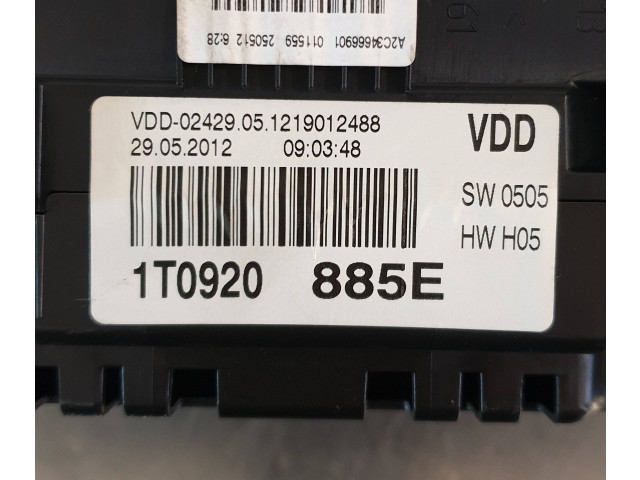 A2C34666901 011559 250512 6:28
61
VDD-02429.05.1219012488
29.05.2012 09:03:48
VDD
SW 0505
HW H05
1T0920 885E